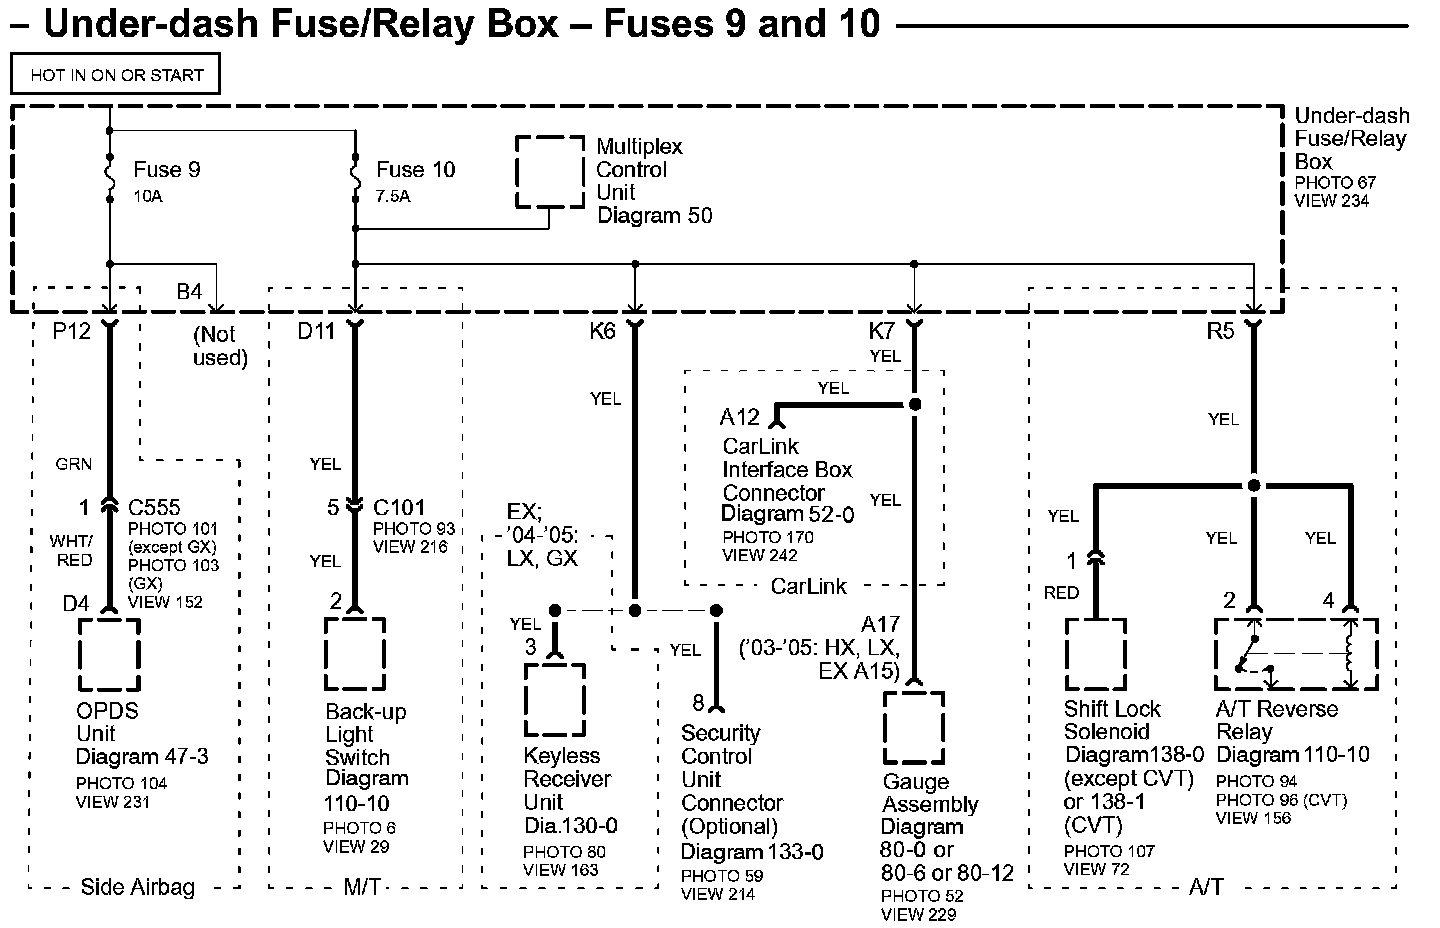 – Under-dash Fuse/Relay Box – Fuses 9 and 10
HOT IN ON OR START
Under-dash
Fuse/Relay
Box
PHOTO 67
VIEW 234
Fuse 9
10A
Fuse 10
7.5A
Multiplex
Control
Unit
Diagram 50
B4
(Not
used)
P12
D11
K6
K7
R5
YEL
YEL
YEL
A12
CarLink
Interface Box
Connector
Diagram 52-0
PHOTO 170
VIEW 242
CarLink
YEL
YEL
GRN
1
C555
PHOTO 101
(except GX)
PHOTO 103
(GX)
VIEW 152
WHT/
RED
D4
OPDS
Unit
Diagram 47-3
PHOTO 104
VIEW 231
Side Airbag
YEL
5
C101
PHOTO 93
VIEW 216
YEL
2
Back-up
Light
Switch
Diagram
110-10
PHOTO 6
VIEW 29
M/T
EX;
'04-'05:
LX, GX
YEL
3
Keyless
Receiver
Unit
Dia.130-0
PHOTO 80
VIEW 163
YEL
8
Security
Control
Unit
Connector
(Optional)
Diagram 133-0
PHOTO 59
VIEW 214
A17
('03-'05: HX, LX,
EX A15)
Gauge
Assembly
Diagram
80-0 or
80-6 or 80-12
PHOTO 52
VIEW 229
YEL
1
RED
Shift Lock
Solenoid
Diagram138-0
(except CVT)
or 138-1
(CVT)
PHOTO 107
VIEW 72
YEL
YEL
2
4
A/T Reverse
Relay
Diagram 110-10
PHOTO 94
PHOTO 96 (CVT)
VIEW 156
A/T